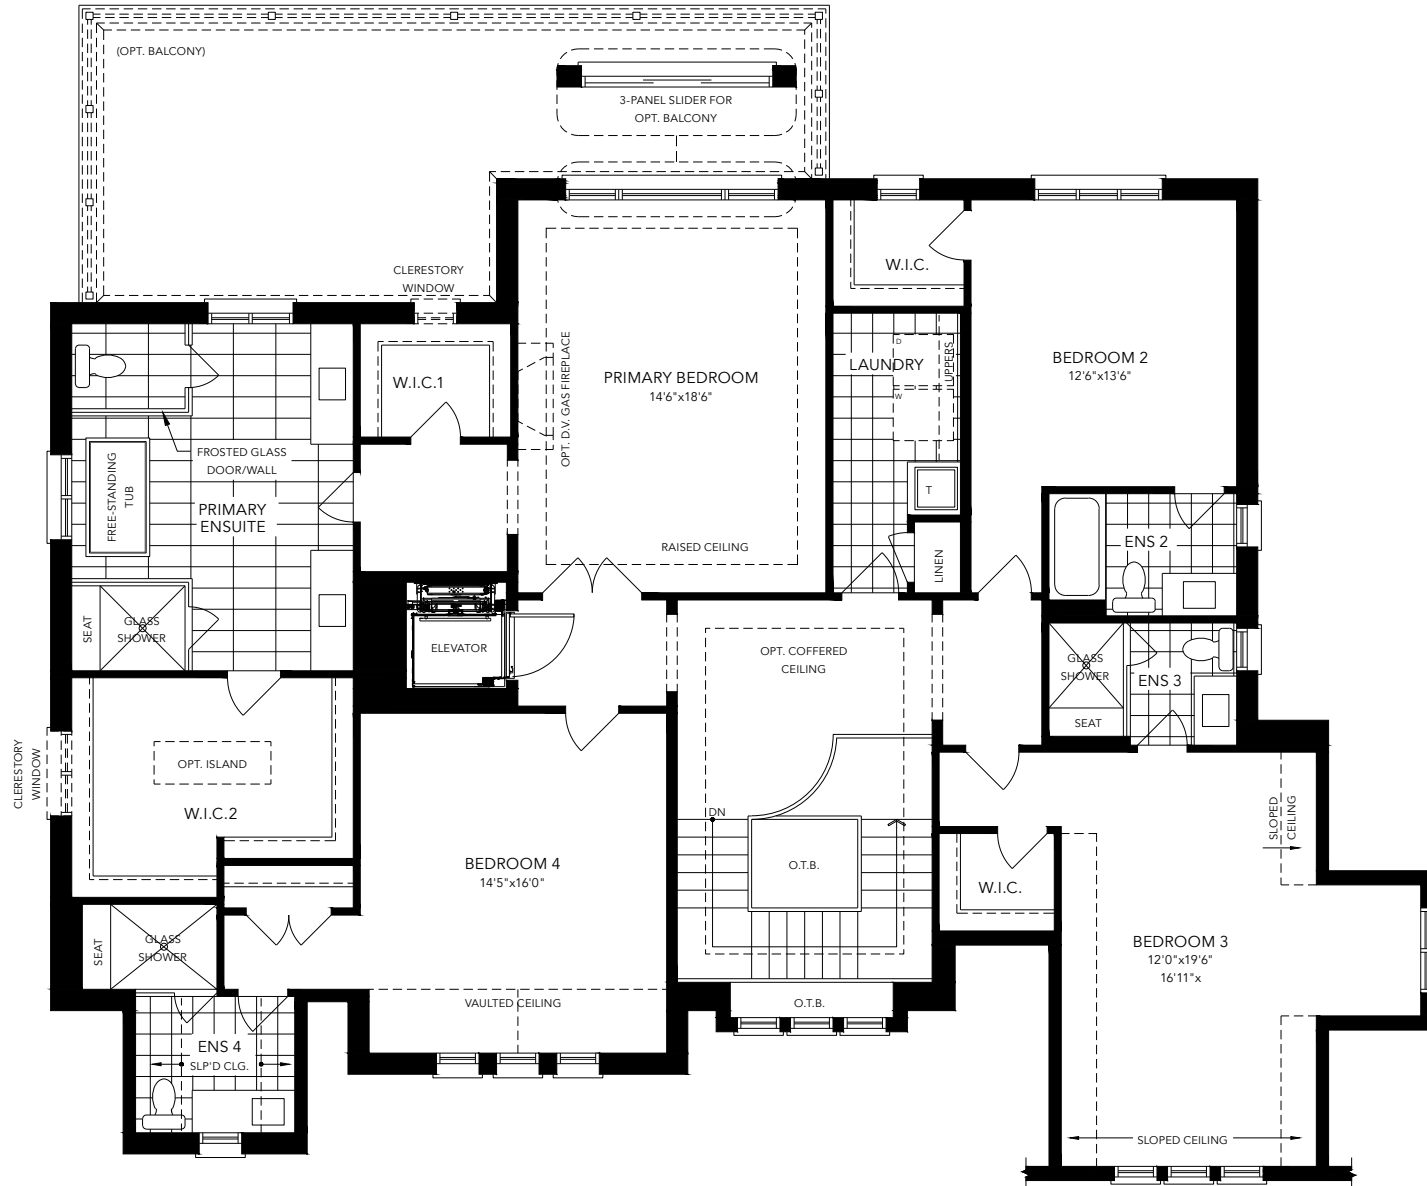 (OPT. BALCONY)
3-PANEL SLIDER FOR
OPT. BALCONY
CLERESTORY
WINDOW
W.I.C.
W.I.C.1
OPT. D.V. GAS FIREPLACE
PRIMARY BEDROOM
14'6"x18'6"
RAISED CEILING
LAUNDRY
D
W
UPPERS
T
LINEN
BEDROOM 2
12'6"x13'6"
FROSTED GLASS
DOOR/WALL
FREE-STANDING
TUB
PRIMARY
ENSUITE
SEAT
GLASS
SHOWER
ELEVATOR
OPT. COFFERED
CEILING
ENS 2
GLASS
SHOWER
SEAT
ENS 3
CLERESTORY
WINDOW
OPT. ISLAND
W.I.C.2
BEDROOM 4
14'5"x16'0"
VAULTED CEILING
DN
O.T.B.
O.T.B.
W.I.C.
SLOPED
CEILING
BEDROOM 3
12'0"x19'6"
16'11"x
SLOPED CEILING
SEAT
GLASS
SHOWER
ENS 4
SLP'D CLG.